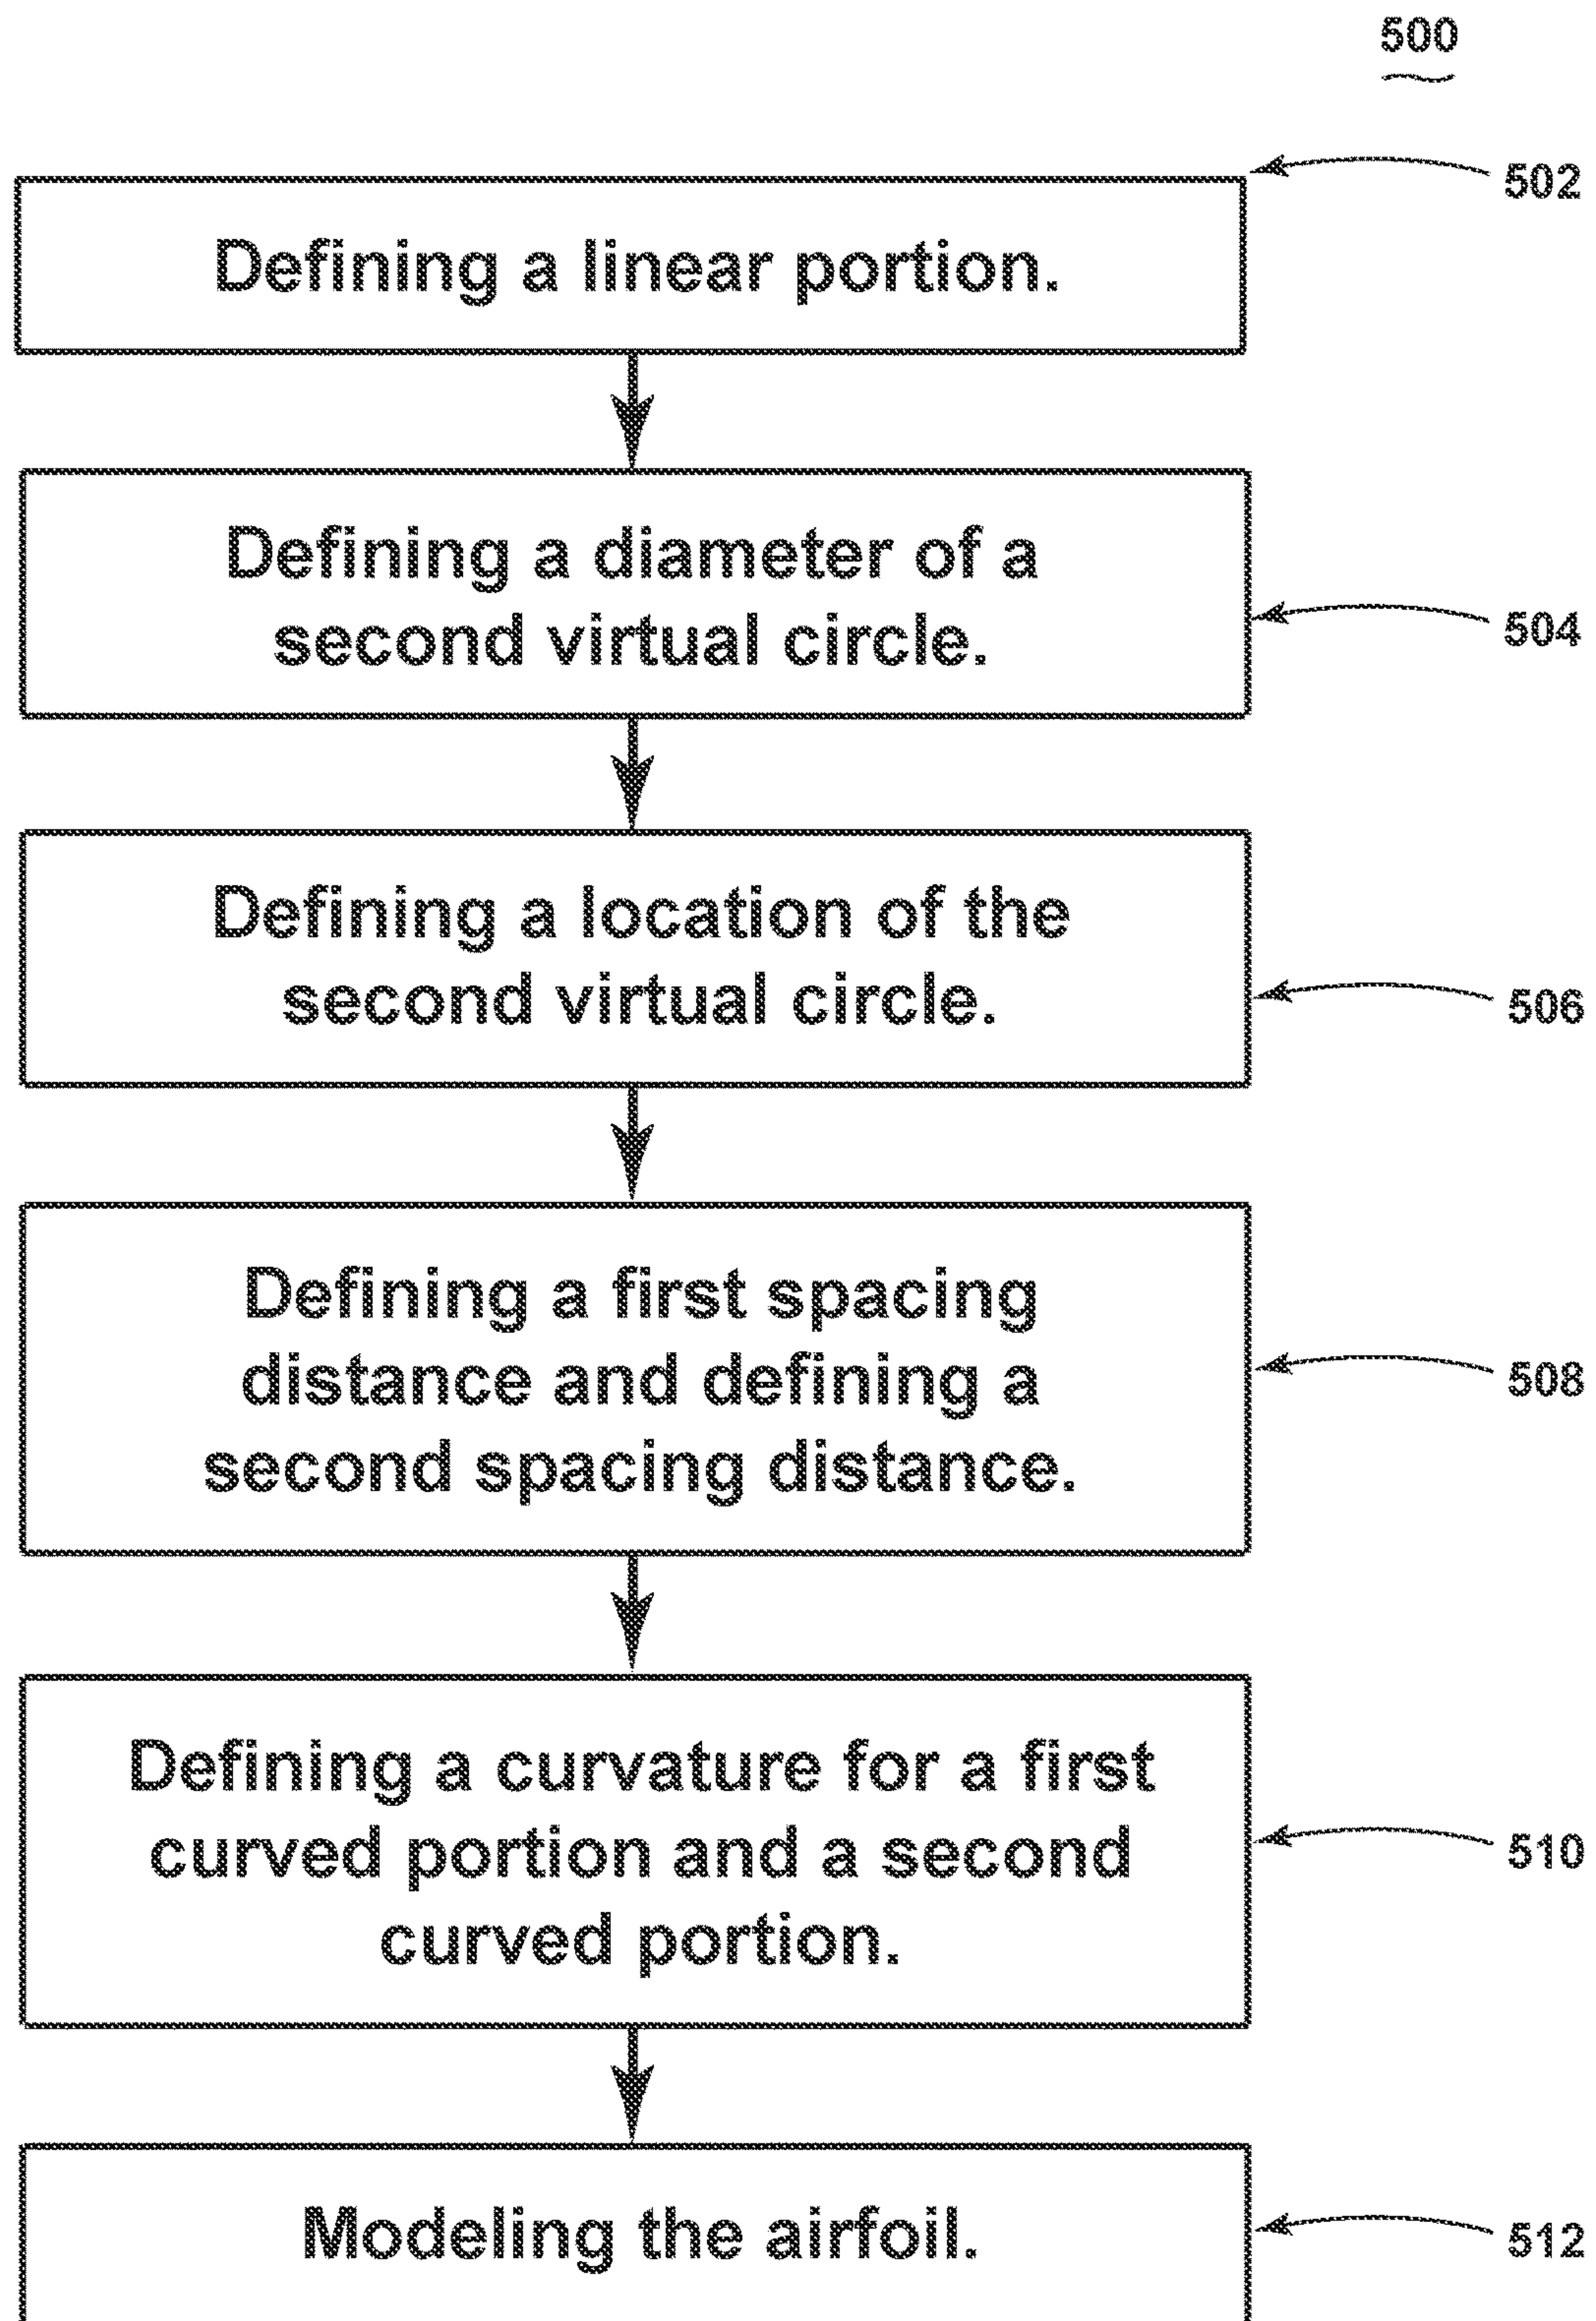 500
502
Defining a linear portion.
Defining a diameter of a
second virtual circle.
504
Defining a location of the
second virtual circle.
506
Defining a first spacing
distance and defining a
second spacing distance.
508
Defining a curvature for a first
curved portion and a second
curved portion.
510
Modeling the airfoil.
512